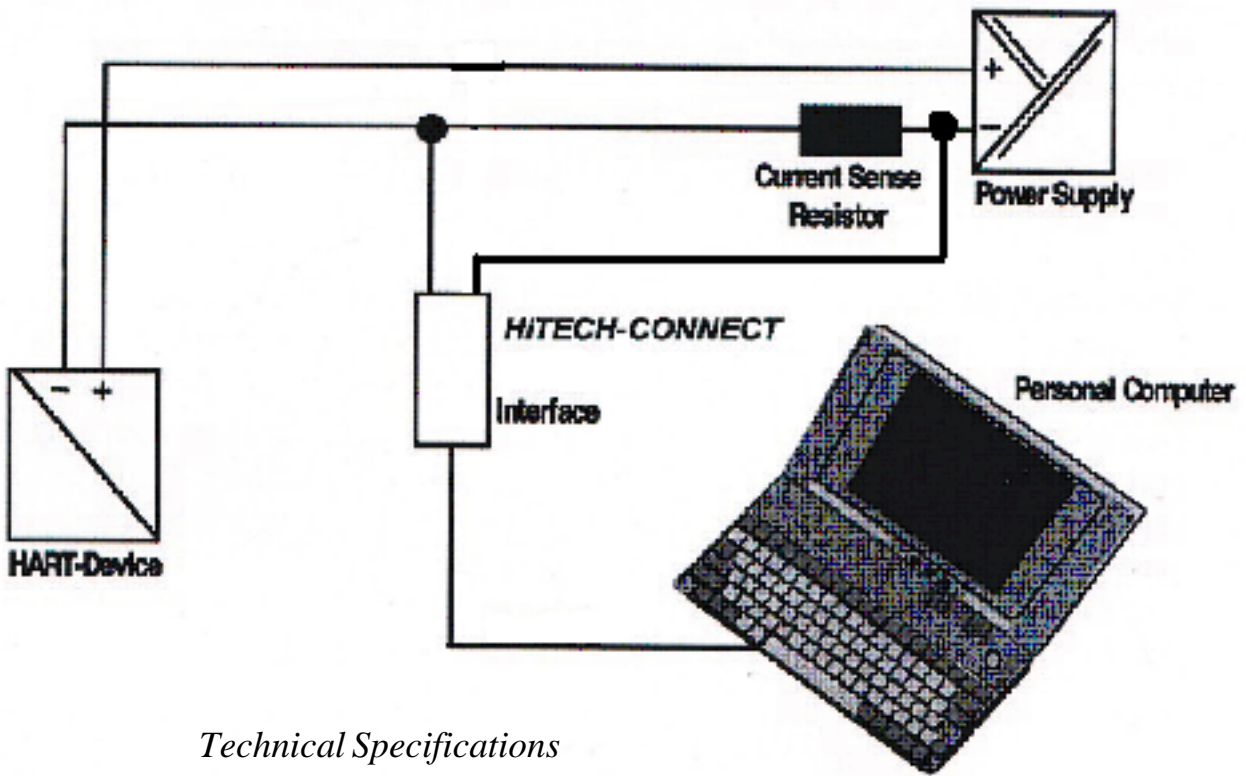 +
−
Current Sense
Resistor
Power Supply
HiTECH-CONNECT
− +
Interface
Personal Computer
HART-Device
Technical Specifications